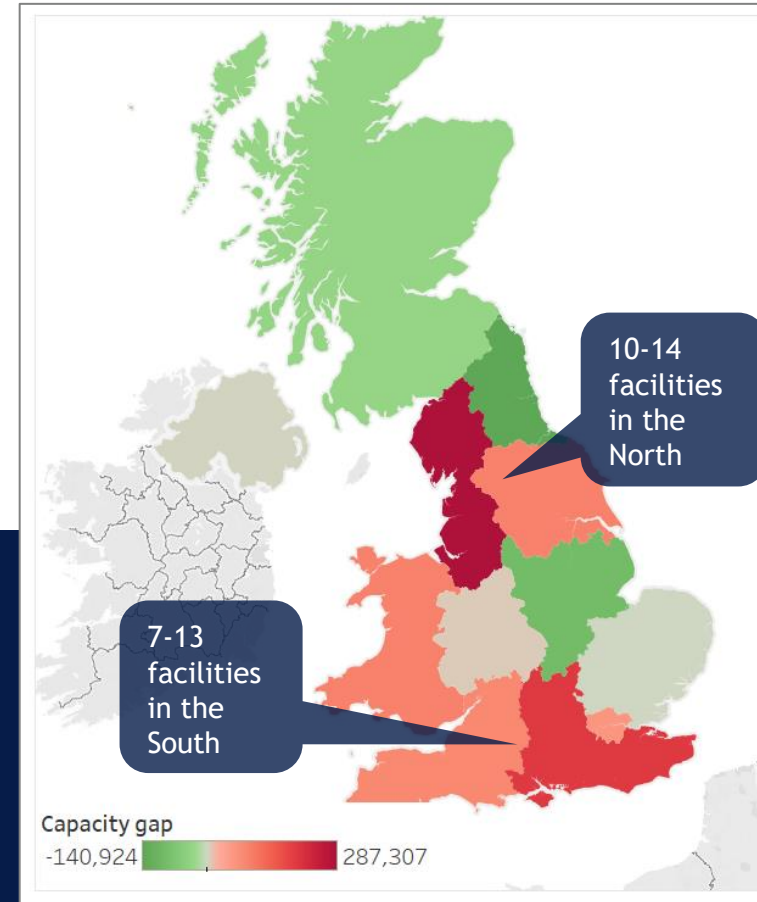 10-14
facilities
in the
North
7-13
facilities
in the
South
Capacity gap
-140,924 287,307